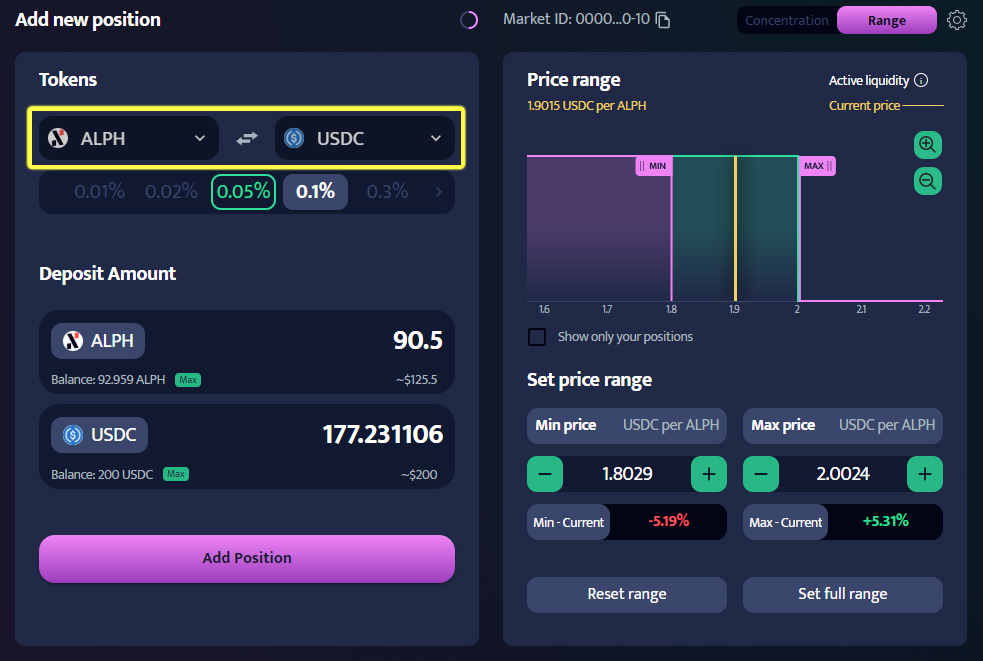 Add new position
Market ID: 0000...0-10
Concentration
Range
Tokens
ALPH
USDC
0.01%
0.02%
0.05%
0.1%
0.3%
Deposit Amount
ALPH
90.5
Balance: 92.959 ALPH
Max
~$125.5
USDC
177.231106
Balance: 200 USDC
Max
~$200
Add Position
Price range
Active liquidity
1.9015 USDC per ALPH
Current price
MIN
MAX
1.6 1.7 1.8 1.9 2 2.1 2.2
Show only your positions
Set price range
Min price USDC per ALPH
Max price USDC per ALPH
1.8029
2.0024
Min - Current -5.19%
Max - Current +5.31%
Reset range
Set full range